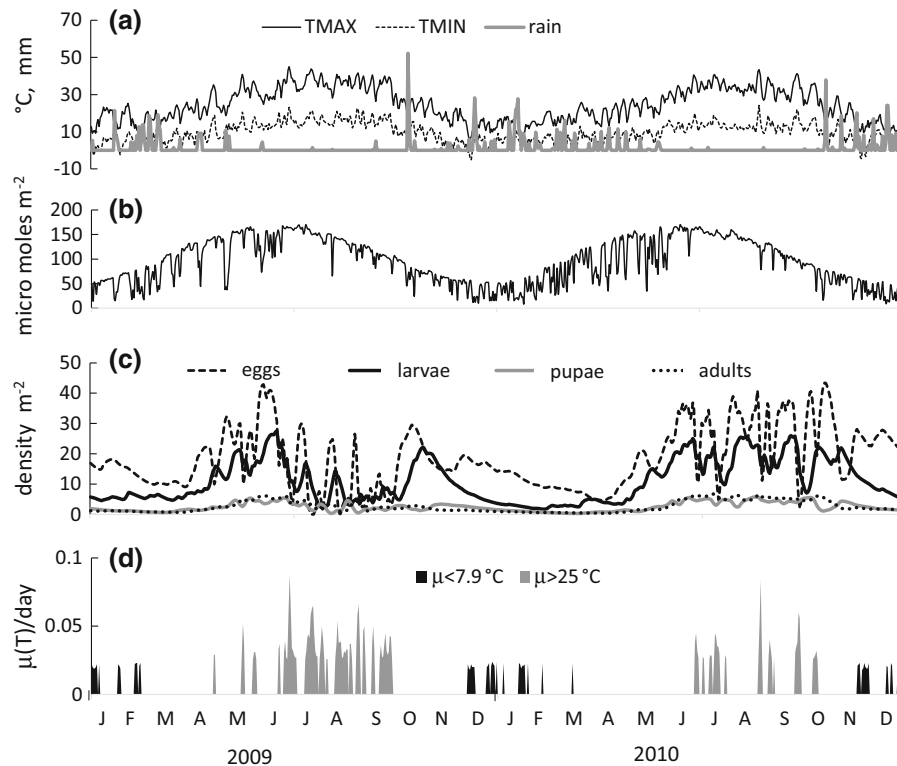 (a)
TMAX TMIN rain
70
50
30
10
-10
°C, mm
(b)
200
150
100
50
0
micro moles m⁻²
(c)
eggs larvae pupae adults
50
40
30
20
10
0
density m⁻²
(d)
μ<7.9 °C μ>25 °C
0.1
0.05
0
μ(T)/day
J F M A M J J A S O N D J F M A M J J A S O N D
2009 2010